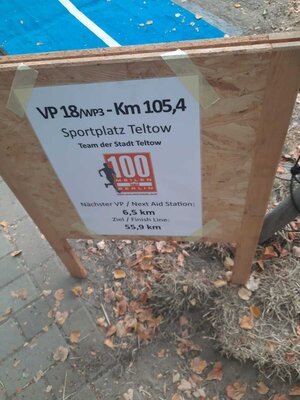 VP 18/WP3 - Km 105,4
Sportplatz Teltow
Team der Stadt Teltow
100
MEILEN
BERLIN
Nächster VP / Next Aid Station:
6,5 km
Ziel / Finish Line:
55,9 km